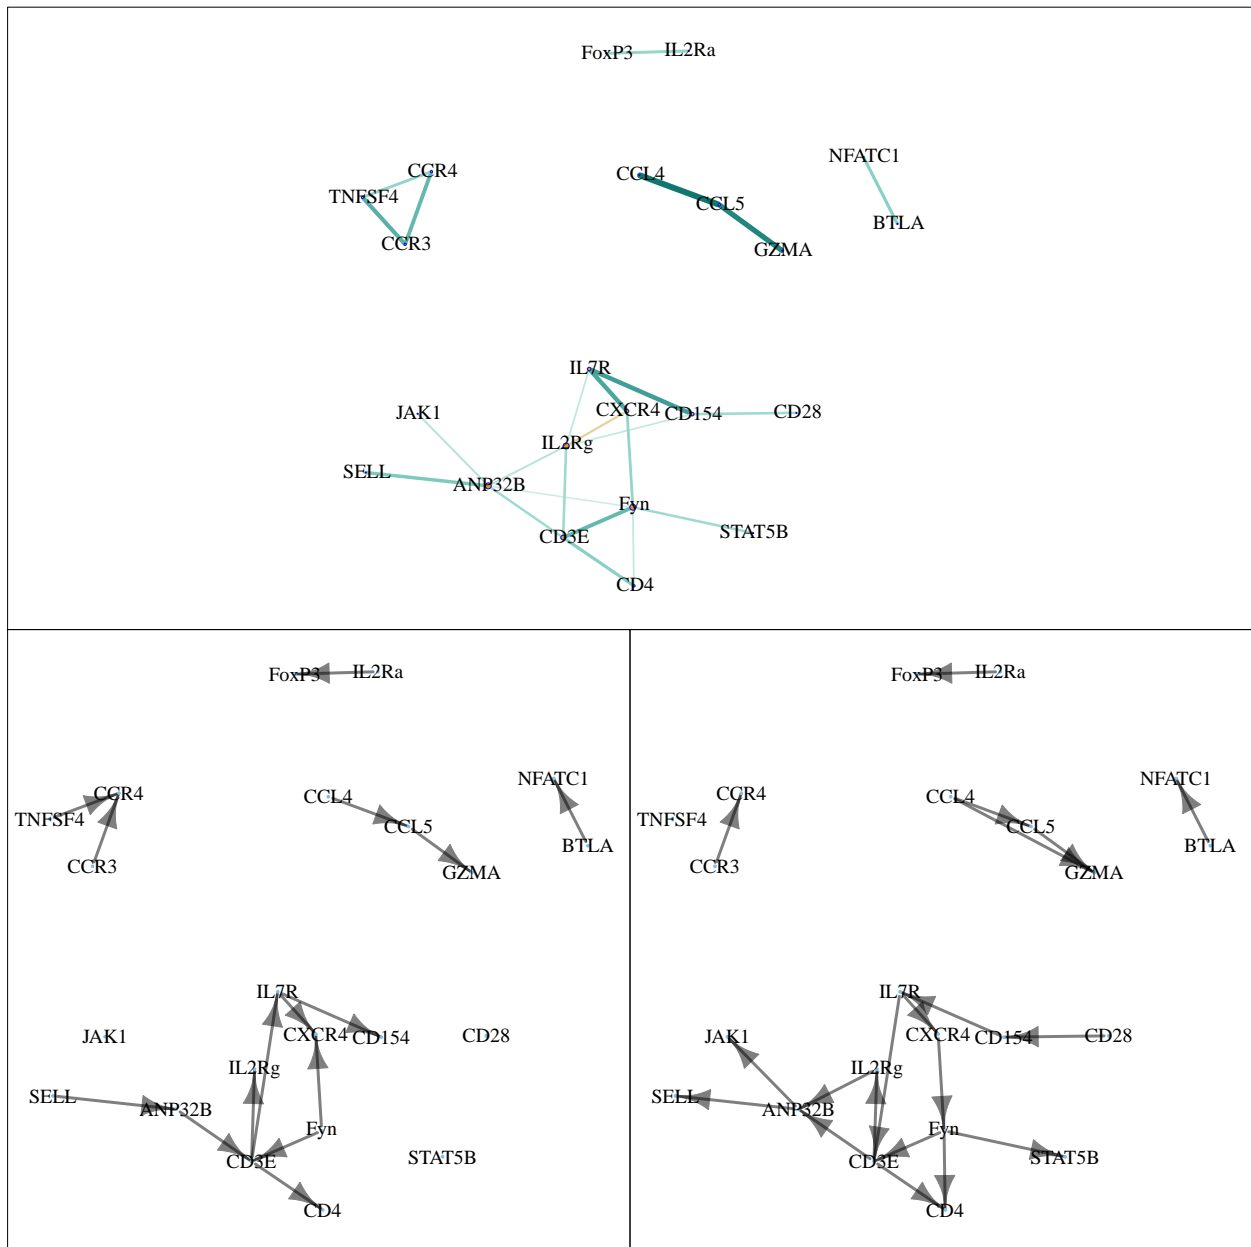 FoxP3
IL2Ra
NFATC1
CCR4
CCL4
TNFSF4
CCL5
BTLA
CCR3
GZMA
IL7R
JAK1
CXCR4
CD154
CD28
IL2Rg
SELL
ANP32B
Fyn
STAT5B
CD3E
CD4
FoxP3
IL2Ra
NFATC1
CCR4
CCL4
TNFSF4
CCL5
BTLA
CCR3
GZMA
IL7R
JAK1
CXCR4
CD154
CD28
IL2Rg
SELL
ANP32B
Fyn
STAT5B
CD3E
CD4
FoxP3
IL2Ra
NFATC1
CCR4
CCL4
TNFSF4
CCL5
BTLA
CCR3
GZMA
IL7R
JAK1
CXCR4
CD154
CD28
IL2Rg
SELL
ANP32B
Fyn
STAT5B
CD3E
CD4